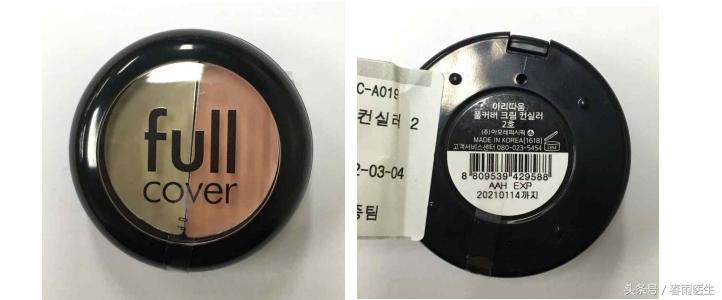 full
cover
C-A019
컨실러 2
2-03-04
종팀
아리따움
풀커버 크림 컨실러
2호
(주)아모레퍼시픽
MADE IN KOREA[1618]
고객서비스센터 080-023-5454
8 809539 429588
AAH EXP
20210114까지
头条号 / 春雨医生